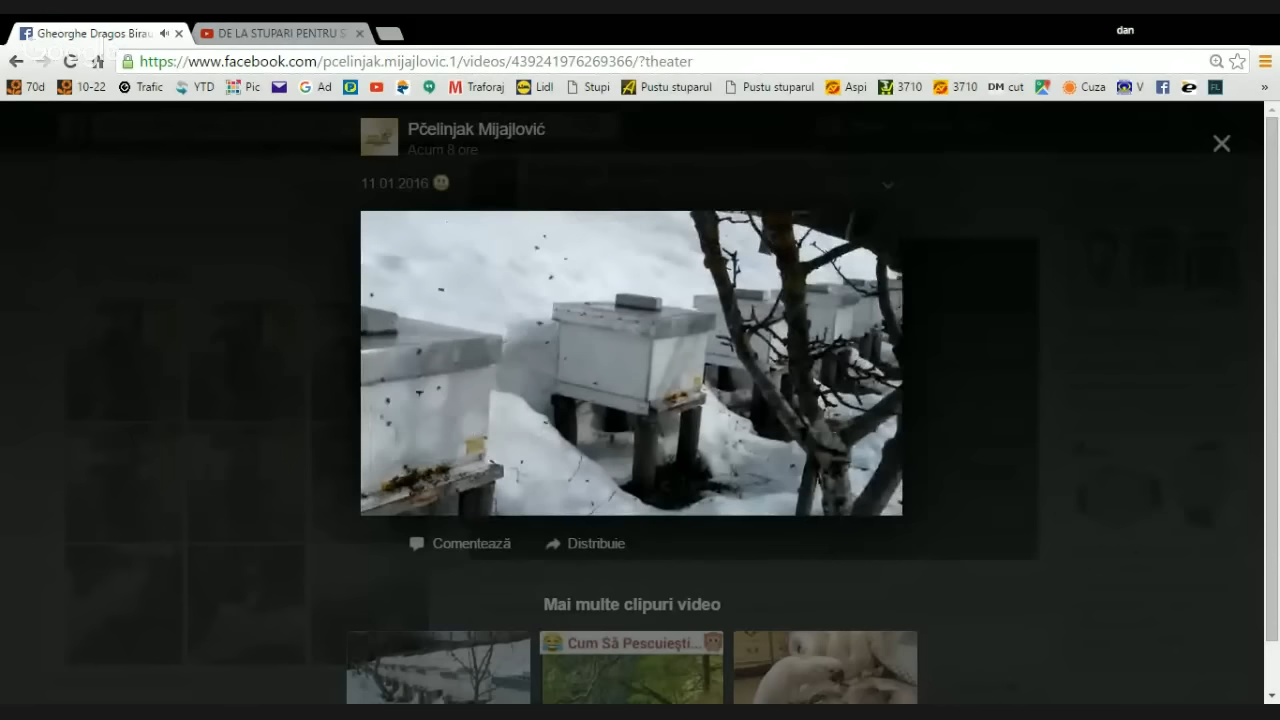 Gheorghe Dragos Birau
DE LA STUPARI PENTRU S
dan
https://www.facebook.com/pcelinjak.mijajlovic.1/videos/439241976269366/?theater
70d
10-22
Trafic
YTD
Pic
G Ad
Traforaj
Lidl
Stupi
Pustu stuparul
Pustu stuparul
Aspi
3710
3710
DM cut
Cuza
V
FL
»
Pčelinjak Mijajlović
Acum 8 ore
11 01 2016
Comentează
Distribuie
Mai multe clipuri video
Cum Să Pescuiești...